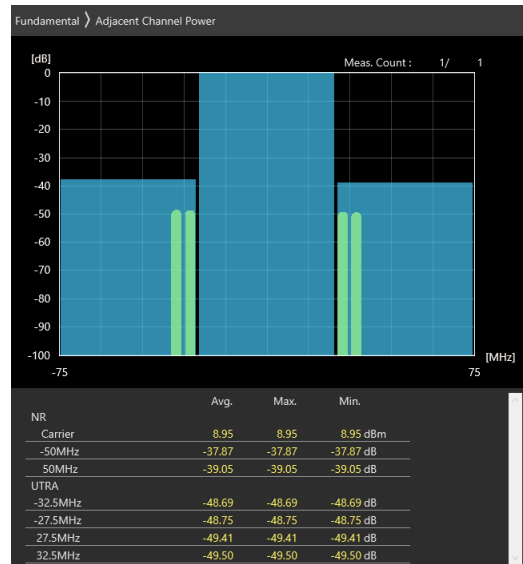 Fundamental 〉 Adjacent Channel Power
[dB]
Meas. Count : 1/ 1
0
-10
-20
-30
-40
-50
-60
-70
-80
-90
-100
[MHz]
-75 75
Avg. Max. Min.
NR
Carrier 8.95 8.95 8.95 dBm
-50MHz -37.87 -37.87 -37.87 dB
50MHz -39.05 -39.05 -39.05 dB
UTRA
-32.5MHz -48.69 -48.69 -48.69 dB
-27.5MHz -48.75 -48.75 -48.75 dB
27.5MHz -49.41 -49.41 -49.41 dB
32.5MHz -49.50 -49.50 -49.50 dB